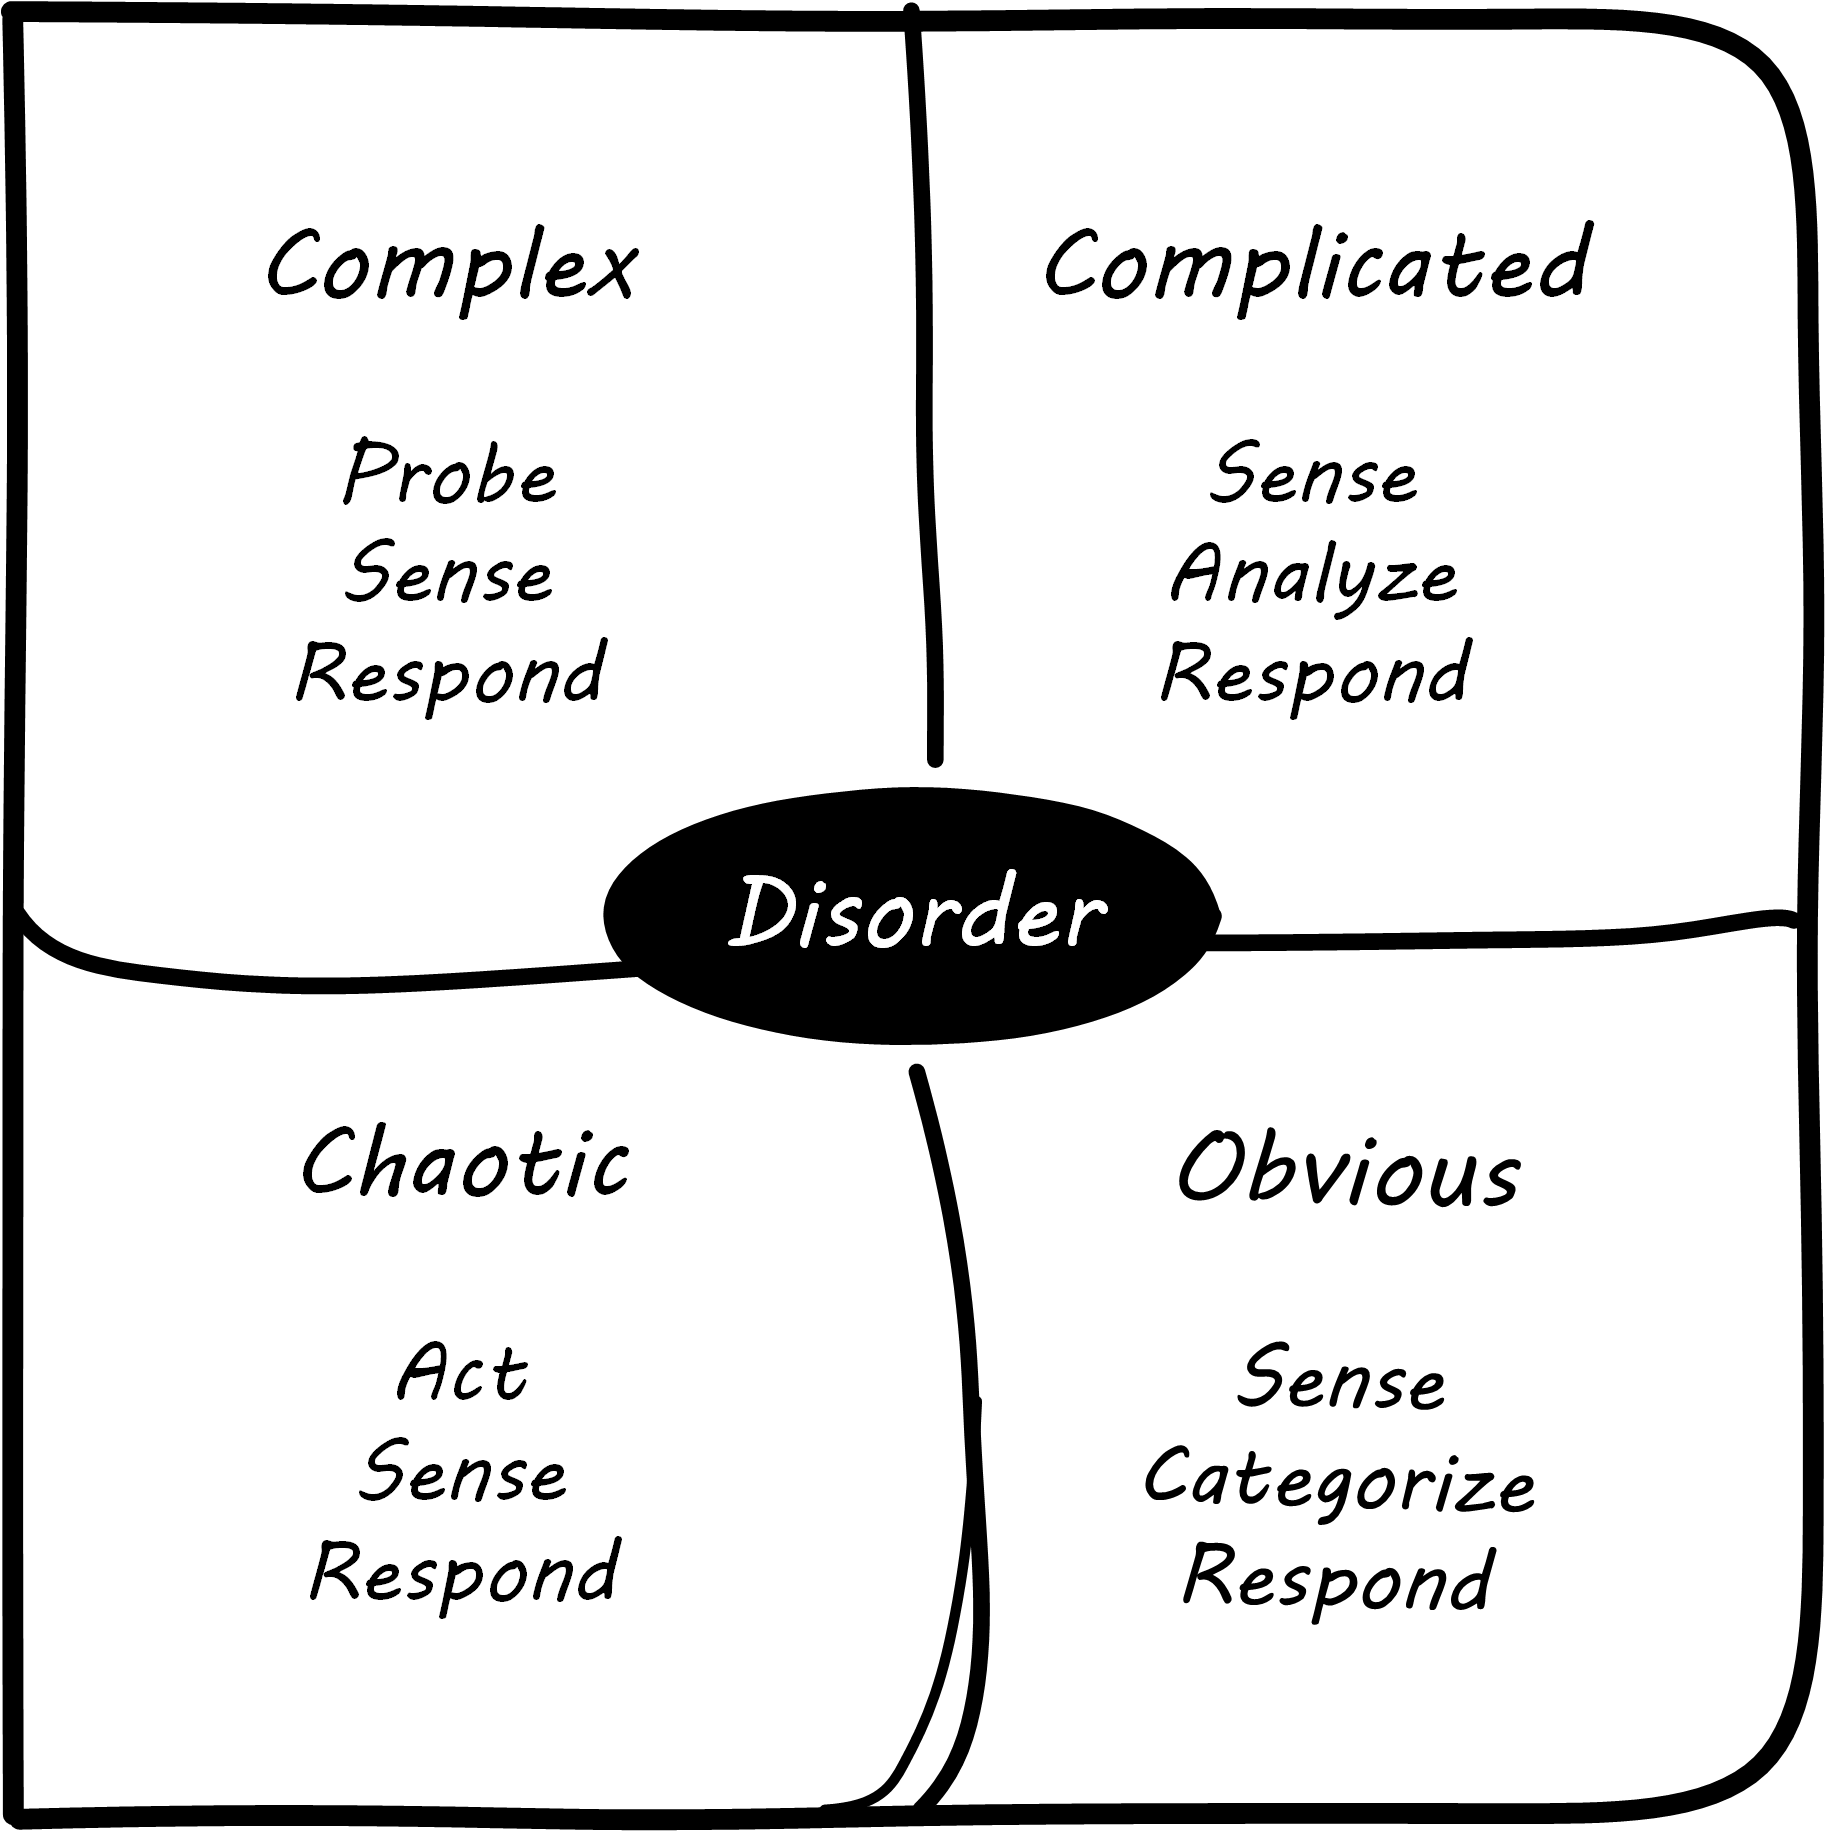 Complex
Probe
Sense
Respond
Complicated
Sense
Analyze
Respond
Disorder
Chaotic
Act
Sense
Respond
Obvious
Sense
Categorize
Respond